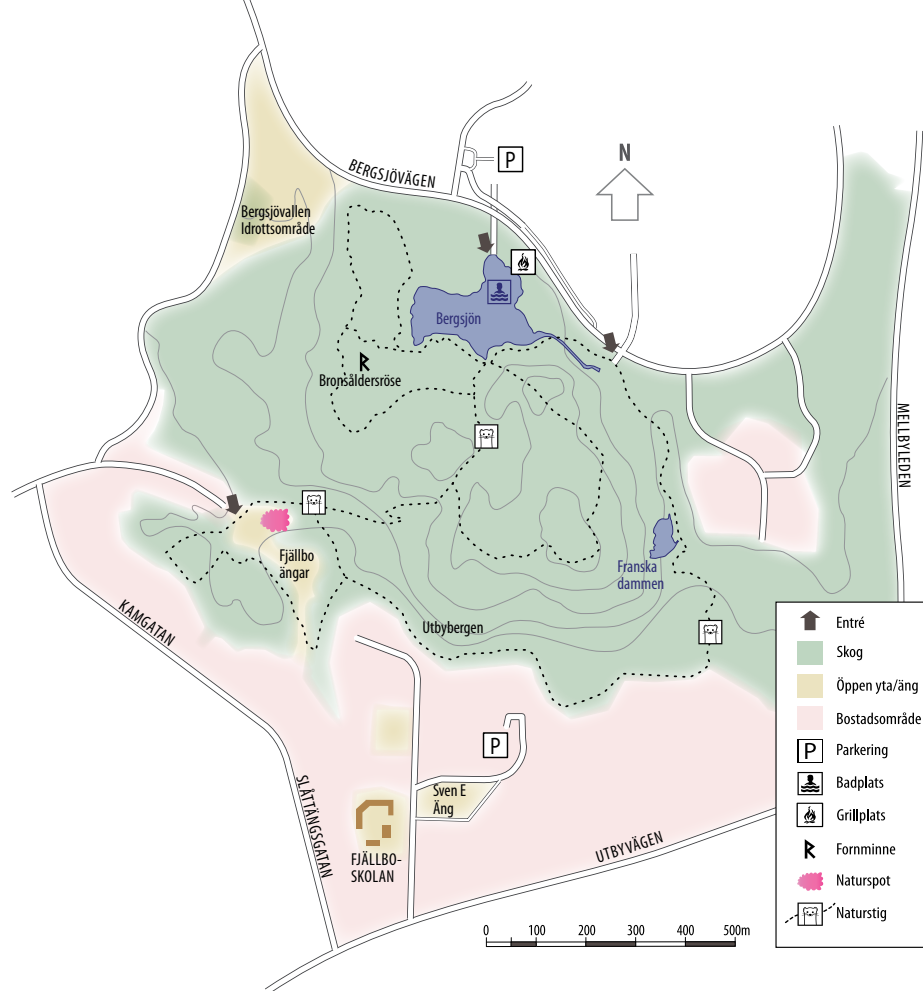 BERGSJÖVÄGEN
P
N
Bergsjövallen
Idrottsområde
Bergsjön
Bronsåldersröse
MELLBYLEDEN
Fjällbo
ängar
Franska
dammen
Utbybergen
KAMGATAN
SLÅTTÄNGSGATAN
P
Sven E
Äng
FJÄLLBO-
SKOLAN
UTBYVÄGEN
0 100 200 300 400 500m
Entré
Skog
Öppen yta/äng
Bostadsområde
P Parkering
Badplats
Grillplats
Fornminne
Naturspot
Naturstig